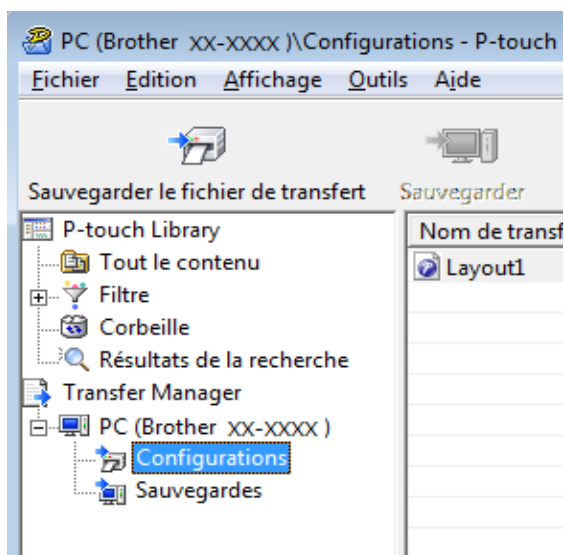 PC (Brother XX-XXXX )\Configurations - P-touch
Fichier Edition Affichage Outils Aide
Sauvegarder le fichier de transfert Sauvegarder
P-touch Library
Tout le contenu
Filtre
Corbeille
Résultats de la recherche
Transfer Manager
PC (Brother XX-XXXX )
Configurations
Sauvegardes
Nom de transf
Layout1